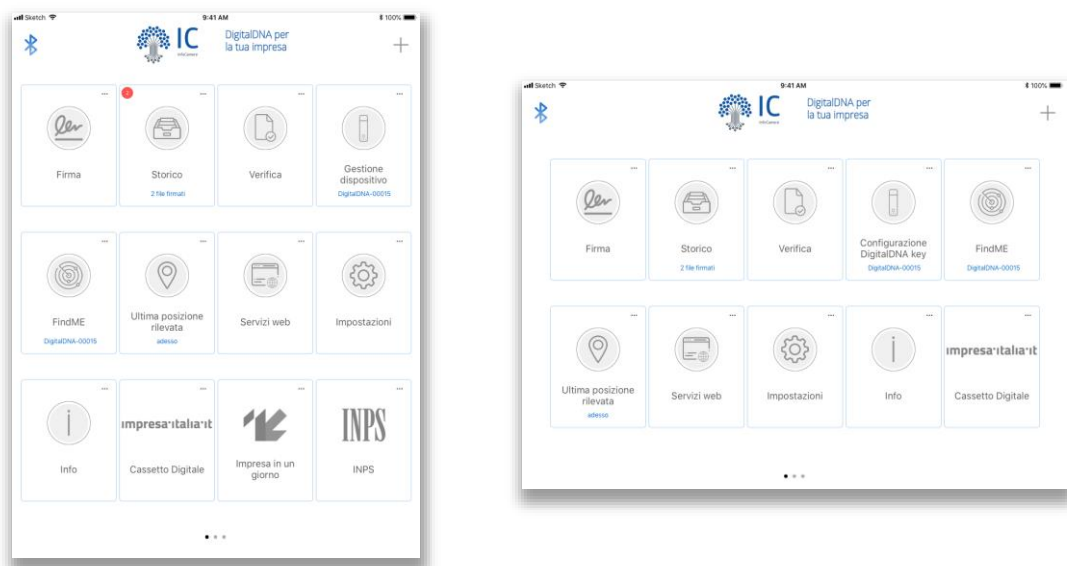 Sketch
9:41 AM
100%
IC
InfoCamere
DigitalDNA per
la tua impresa
Firma
Storico
2 file firmati
Verifica
Gestione
dispositivo
DigitalDNA-00015
FindME
DigitalDNA-00015
Ultima posizione
rilevata
adesso
Servizi web
Impostazioni
Info
impresa.italia.it
Cassetto Digitale
Impresa in un
giorno
INPS
INPS
Sketch
9:41 AM
100%
IC
InfoCamere
DigitalDNA per
la tua impresa
Firma
Storico
2 file firmati
Verifica
Configurazione
DigitalDNA key
DigitalDNA-00015
FindME
DigitalDNA-00015
Ultima posizione
rilevata
adesso
Servizi web
Impostazioni
Info
impresa.italia.it
Cassetto Digitale